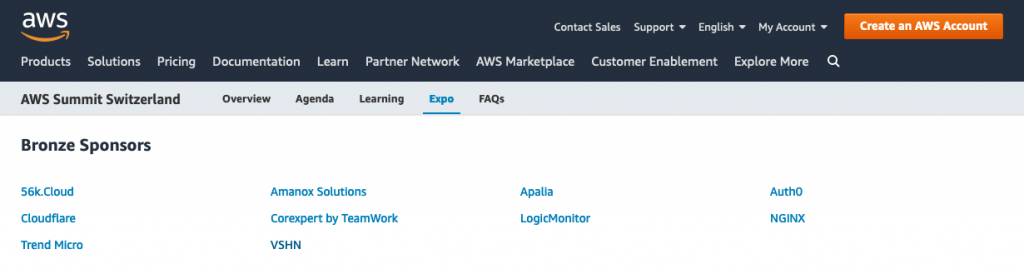 aws
Contact Sales Support English My Account Create an AWS Account
Products Solutions Pricing Documentation Learn Partner Network AWS Marketplace Customer Enablement Explore More
AWS Summit Switzerland Overview Agenda Learning Expo FAQs
Bronze Sponsors
56k.Cloud Amanox Solutions Apalia Auth0
Cloudflare Corexpert by TeamWork LogicMonitor NGINX
Trend Micro VSHN